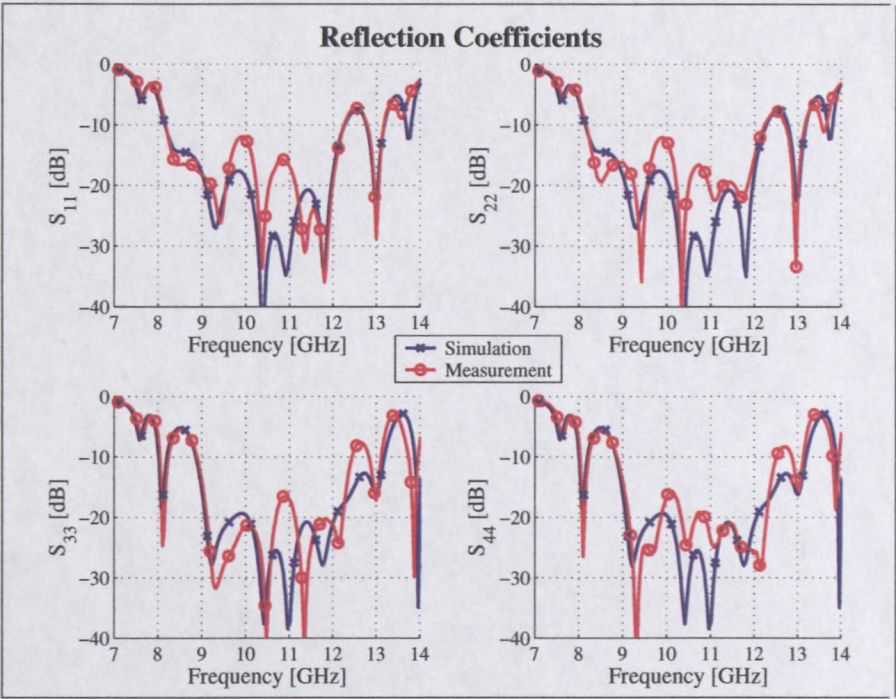 Reflection Coefficients
0
−10
−20
−30
−40
S11 [dB]
7 8 9 10 11 12 13 14
Frequency [GHz]
0
−10
−20
−30
−40
S22 [dB]
7 8 9 10 11 12 13 14
Frequency [GHz]
Simulation
Measurement
0
−10
−20
−30
−40
S33 [dB]
7 8 9 10 11 12 13 14
Frequency [GHz]
0
−10
−20
−30
−40
S44 [dB]
7 8 9 10 11 12 13 14
Frequency [GHz]